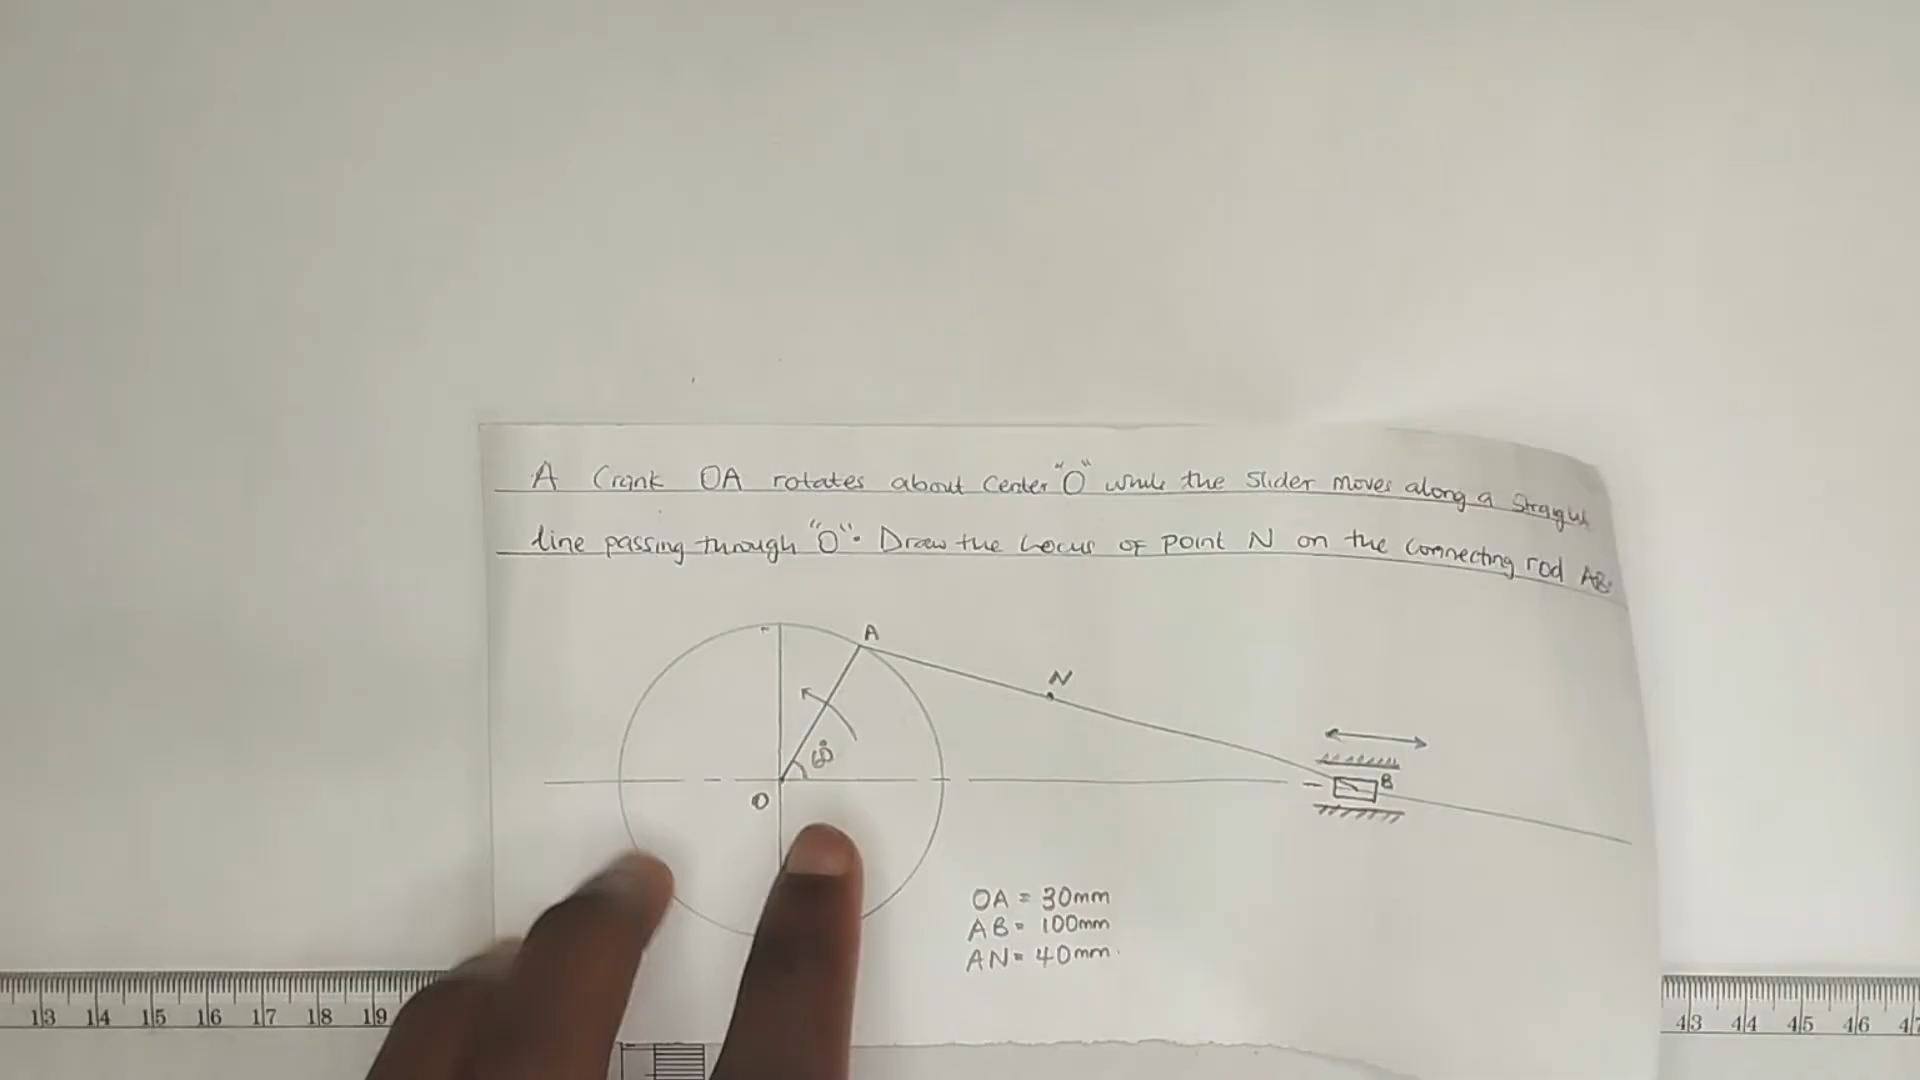 A Crank OA rotates about Center "O" while the Slider moves along a straight
line passing through "O". Draw the Locus of point N on the connecting rod AB.
A
N
60°
B
O
OA = 30mm
AB = 100mm
AN = 40mm.
13 14 15 16 17 18 19
43 44 45 46 47